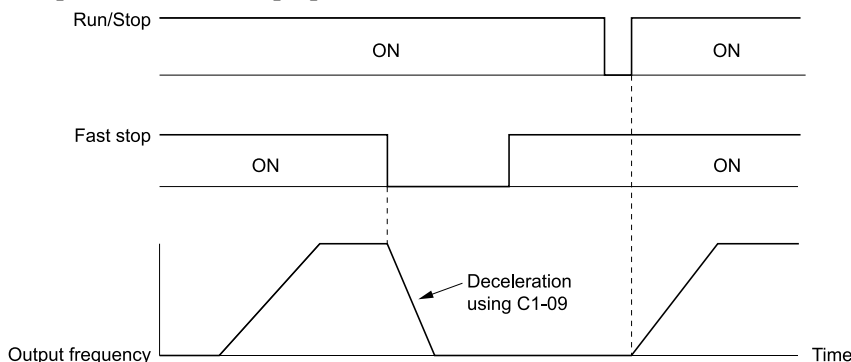 Run/Stop
ON
ON
Fast stop
ON
ON
Deceleration
using C1-09
Output frequency
Time